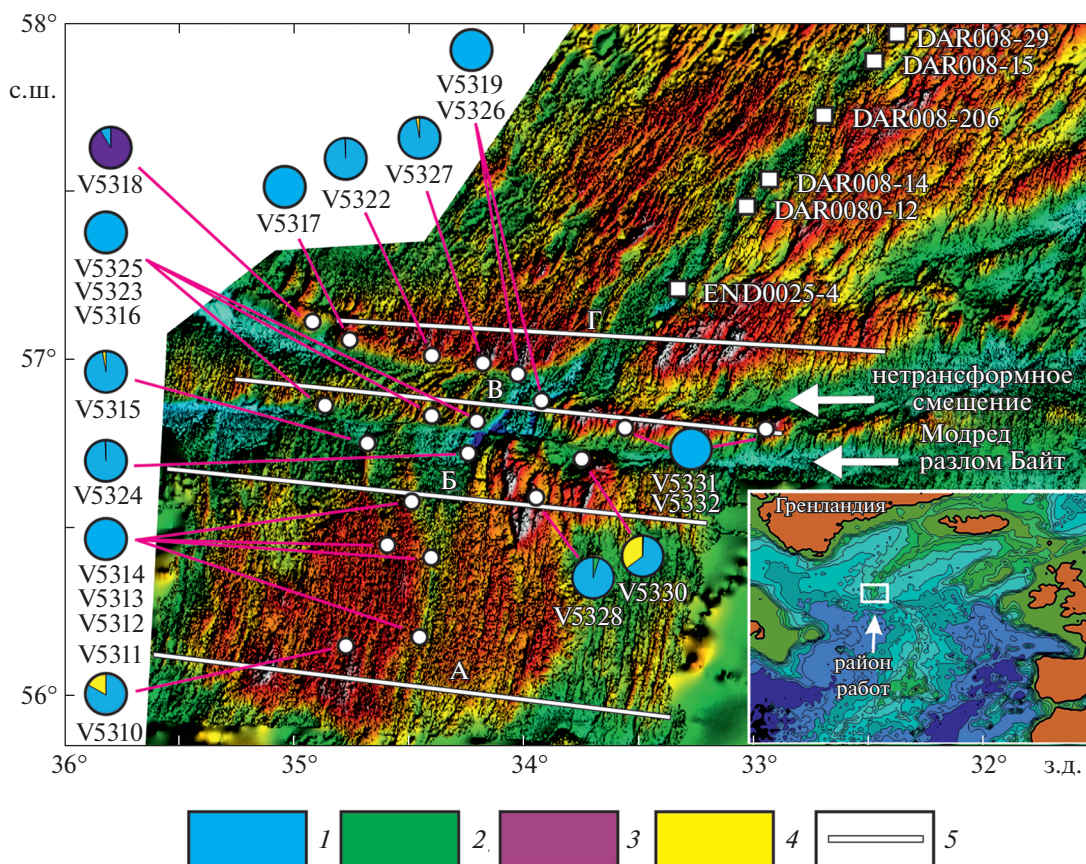 58°
с.ш.
V5319
V5326
V5327
V5322
V5317
V5318
V5325
V5323
V5316
V5315
V5324
V5314
V5313
V5312
V5311
V5310
57°
56°
DAR008-29
DAR008-15
DAR008-206
DAR008-14
DAR0080-12
END0025-4
Г
В
Б
А
нетрансформное
смещение
Модред
разлом Байт
V5331
V5332
V5330
V5328
Гренландия
район
работ
36°
35°
34°
33°
32°
з.д.
1
2
3
4
5